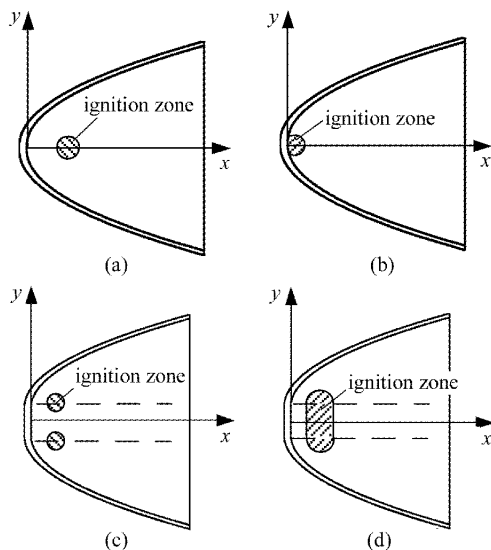 y
ignition zone
x
(a)
y
ignition zone
x
(b)
y
ignition zone
x
(c)
y
ignition zone
x
(d)